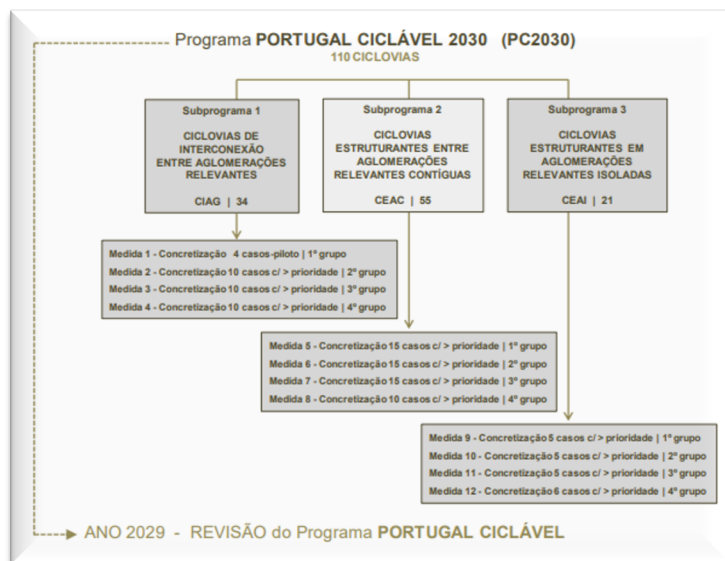 Programa PORTUGAL CICLÁVEL 2030 (PC2030)
110 CICLOVIAS
Subprograma 1
CICLOVIAS DE
INTERCONEXÃO
ENTRE AGLOMERAÇÕES
RELEVANTES
CIAG | 34
Subprograma 2
CICLOVIAS
ESTRUTURANTES ENTRE
AGLOMERAÇÕES
RELEVANTES CONTÍGUAS
CEAC | 55
Subprograma 3
CICLOVIAS
ESTRUTURANTES EM
AGLOMERAÇÕES
RELEVANTES ISOLADAS
CEAI | 21
Medida 1 - Concretização 4 casos-piloto | 1º grupo
Medida 2 - Concretização 10 casos c/ > prioridade | 2º grupo
Medida 3 - Concretização 10 casos c/ > prioridade | 3º grupo
Medida 4 - Concretização 10 casos c/ > prioridade | 4º grupo
Medida 5 - Concretização 15 casos c/ > prioridade | 1º grupo
Medida 6 - Concretização 15 casos c/ > prioridade | 2º grupo
Medida 7 - Concretização 15 casos c/ > prioridade | 3º grupo
Medida 8 - Concretização 10 casos c/ > prioridade | 4º grupo
Medida 9 - Concretização 5 casos c/ > prioridade | 1º grupo
Medida 10 - Concretização 5 casos c/ > prioridade | 2º grupo
Medida 11 - Concretização 5 casos c/ > prioridade | 3º grupo
Medida 12 - Concretização 6 casos c/ > prioridade | 4º grupo
ANO 2029 - REVISÃO do Programa PORTUGAL CICLÁVEL